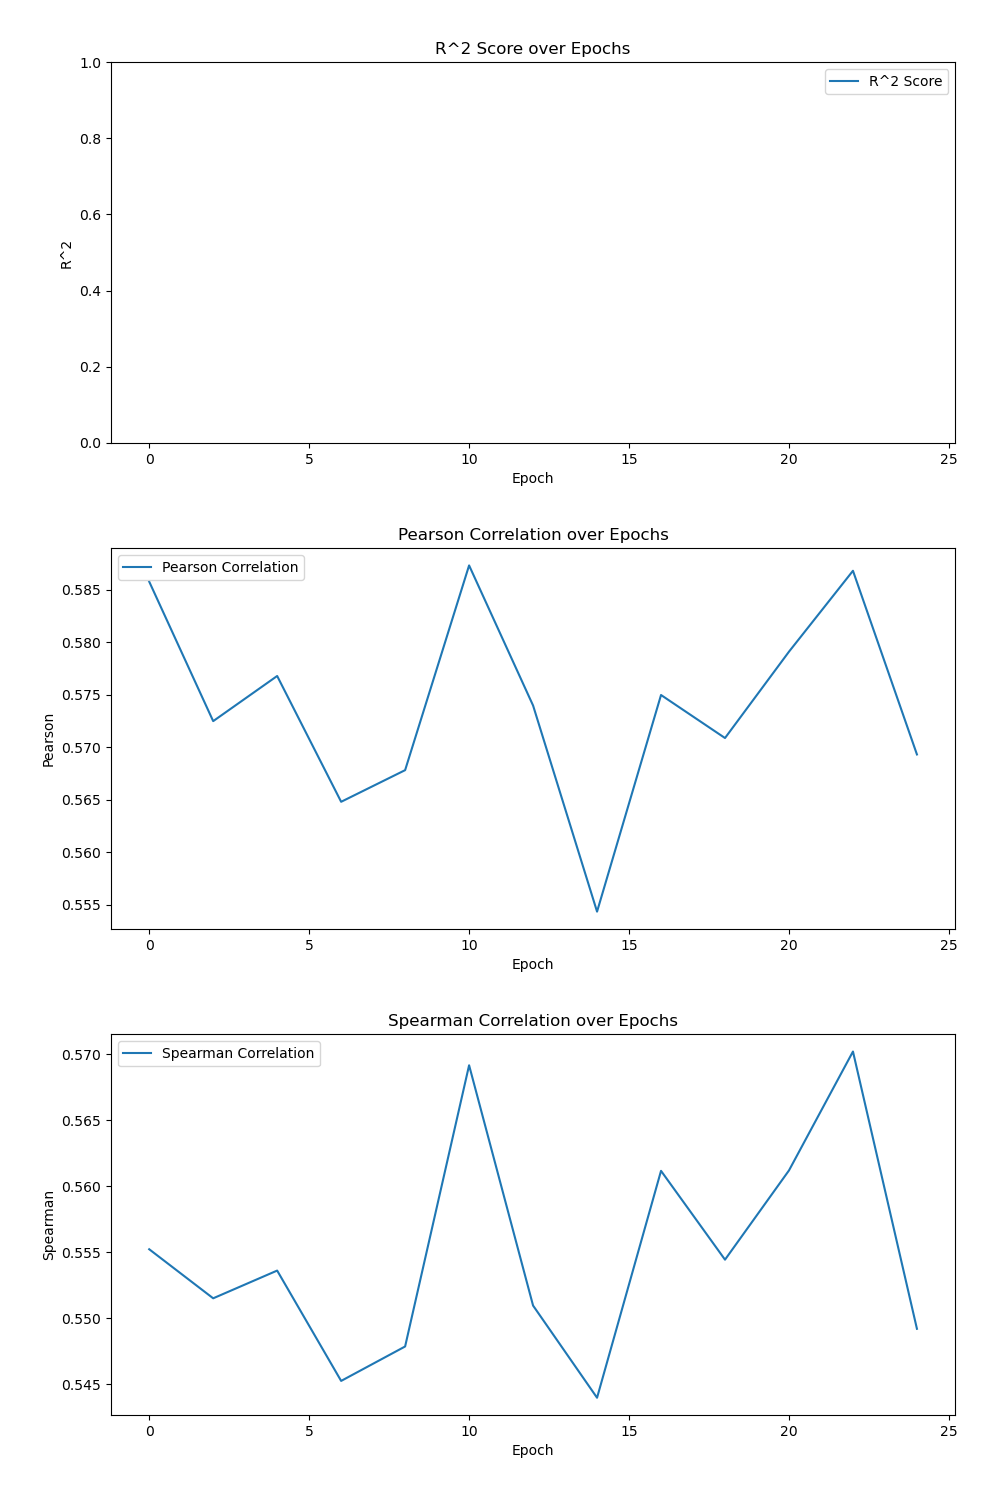 R^2 Score over Epochs
1.0
R^2 Score
0.8
0.6
R^2
0.4
0.2
0.0
0 5 10 15 20 25
Epoch
Pearson Correlation over Epochs
Pearson Correlation
0.585
0.580
0.575
Pearson
0.570
0.565
0.560
0.555
0 5 10 15 20 25
Epoch
Spearman Correlation over Epochs
Spearman Correlation
0.570
0.565
0.560
Spearman
0.555
0.550
0.545
0 5 10 15 20 25
Epoch